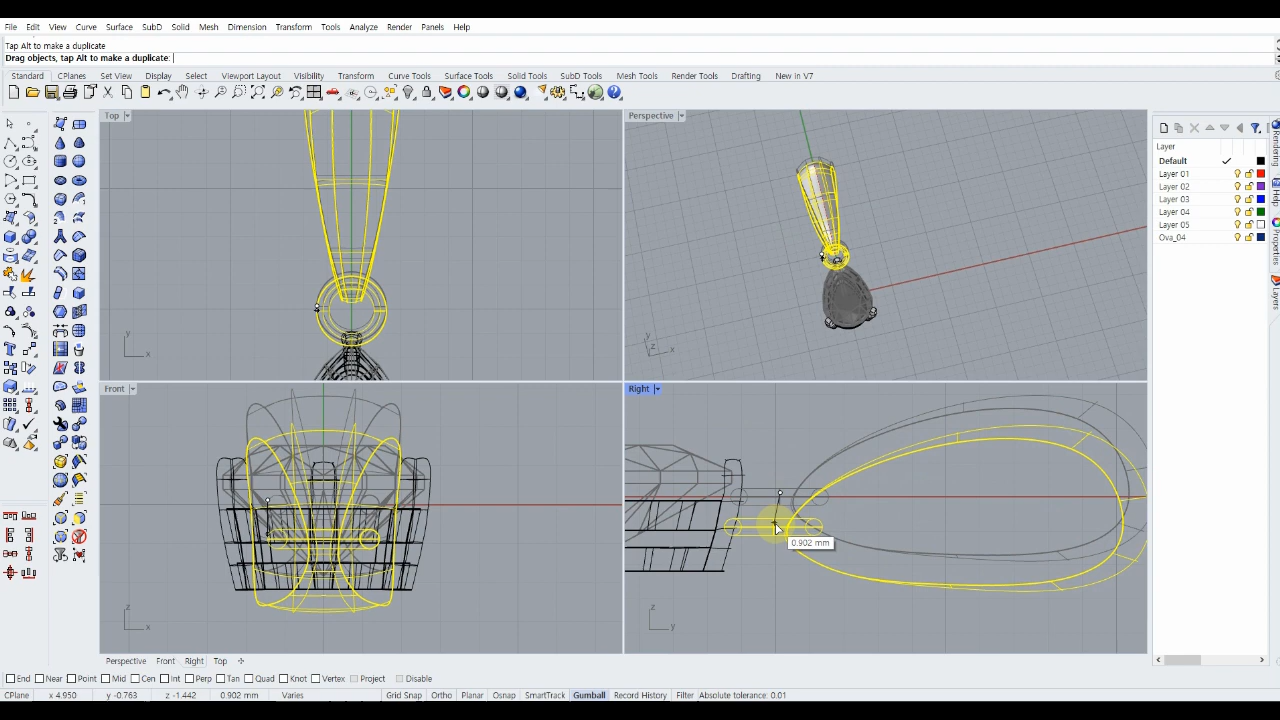 File Edit View Curve Surface SubD Solid Mesh Dimension Transform Tools Analyze Render Panels Help
Tap Alt to make a duplicate
Drag objects, tap Alt to make a duplicate:
Standard CPlanes Set View Display Select Viewport Layout Visibility Transform Curve Tools Surface Tools Solid Tools SubD Tools Mesh Tools Render Tools Drafting New in V7
Top
Perspective
Layer
Default
Layer 01
Layer 02
Layer 03
Layer 04
Layer 05
Ova_04
Rendering
Help
Properties
Layers
y
x
y
x
Front
Right
0.902 mm
z
x
z
y
Perspective Front Right Top
End Near Point Mid Cen Int Perp Tan Quad Knot Vertex Project Disable
CPlane x 4.950 y -0.763 z -1.442 0.902 mm Varies Grid Snap Ortho Planar Osnap SmartTrack Gumball Record History Filter Absolute tolerance: 0.01